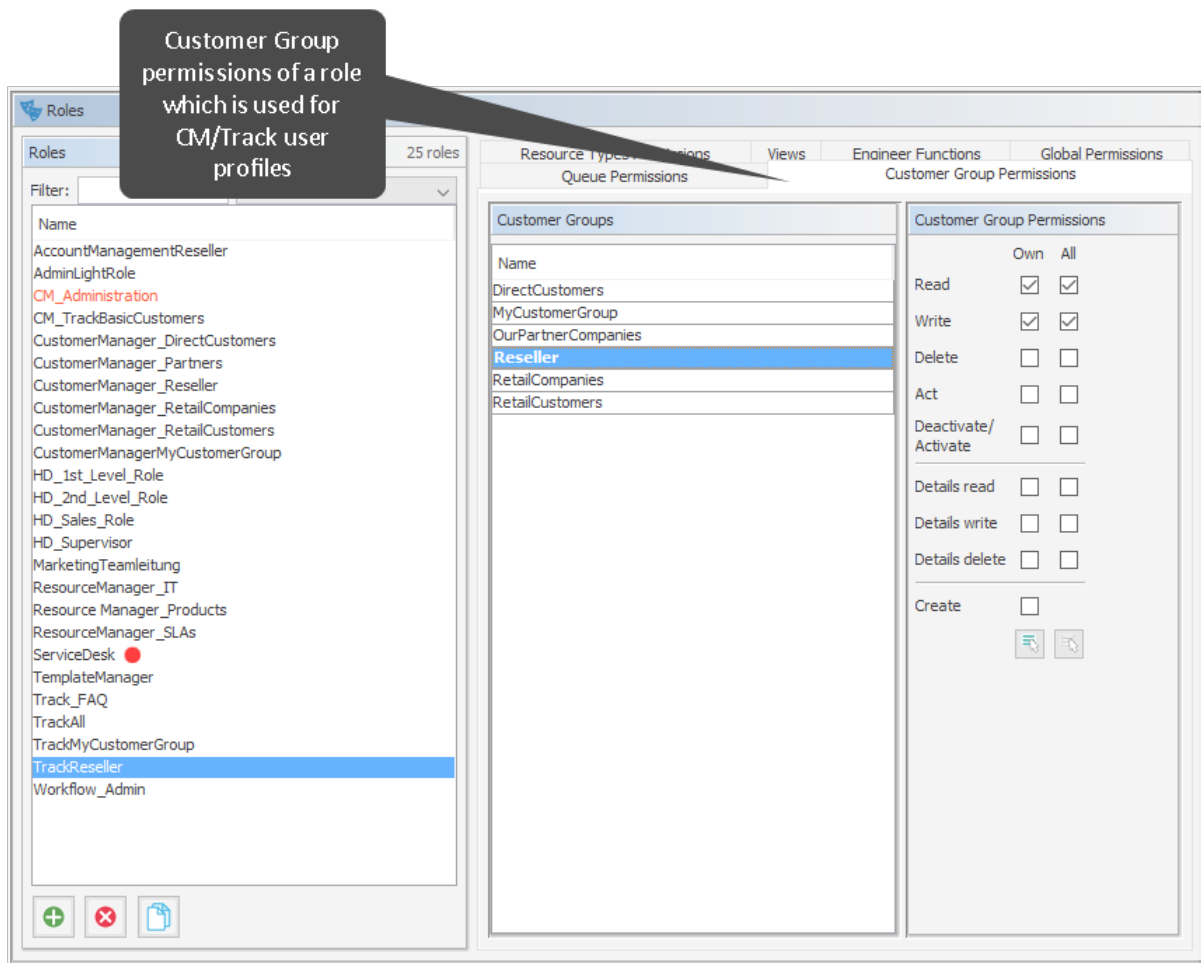 Customer Group
permissions of a role
which is used for
CM/Track user
profiles
Roles
Roles
25 roles
Filter:
Name
AccountManagementReseller
AdminLightRole
CM_Administration
CM_TrackBasicCustomers
CustomerManager_DirectCustomers
CustomerManager_Partners
CustomerManager_Reseller
CustomerManager_RetailCompanies
CustomerManager_RetailCustomers
CustomerManagerMyCustomerGroup
HD_1st_Level_Role
HD_2nd_Level_Role
HD_Sales_Role
HD_Supervisor
MarketingTeamleitung
ResourceManager_IT
Resource Manager_Products
ResourceManager_SLAs
ServiceDesk
TemplateManager
Track_FAQ
TrackAll
TrackMyCustomerGroup
TrackReseller
Workflow_Admin
Resource Types Views Engineer Functions Global Permissions
Queue Permissions Customer Group Permissions
Customer Groups
Name
DirectCustomers
MyCustomerGroup
OurPartnerCompanies
Reseller
RetailCompanies
RetailCustomers
Customer Group Permissions
Own All
Read
Write
Delete
Act
Deactivate/
Activate
Details read
Details write
Details delete
Create